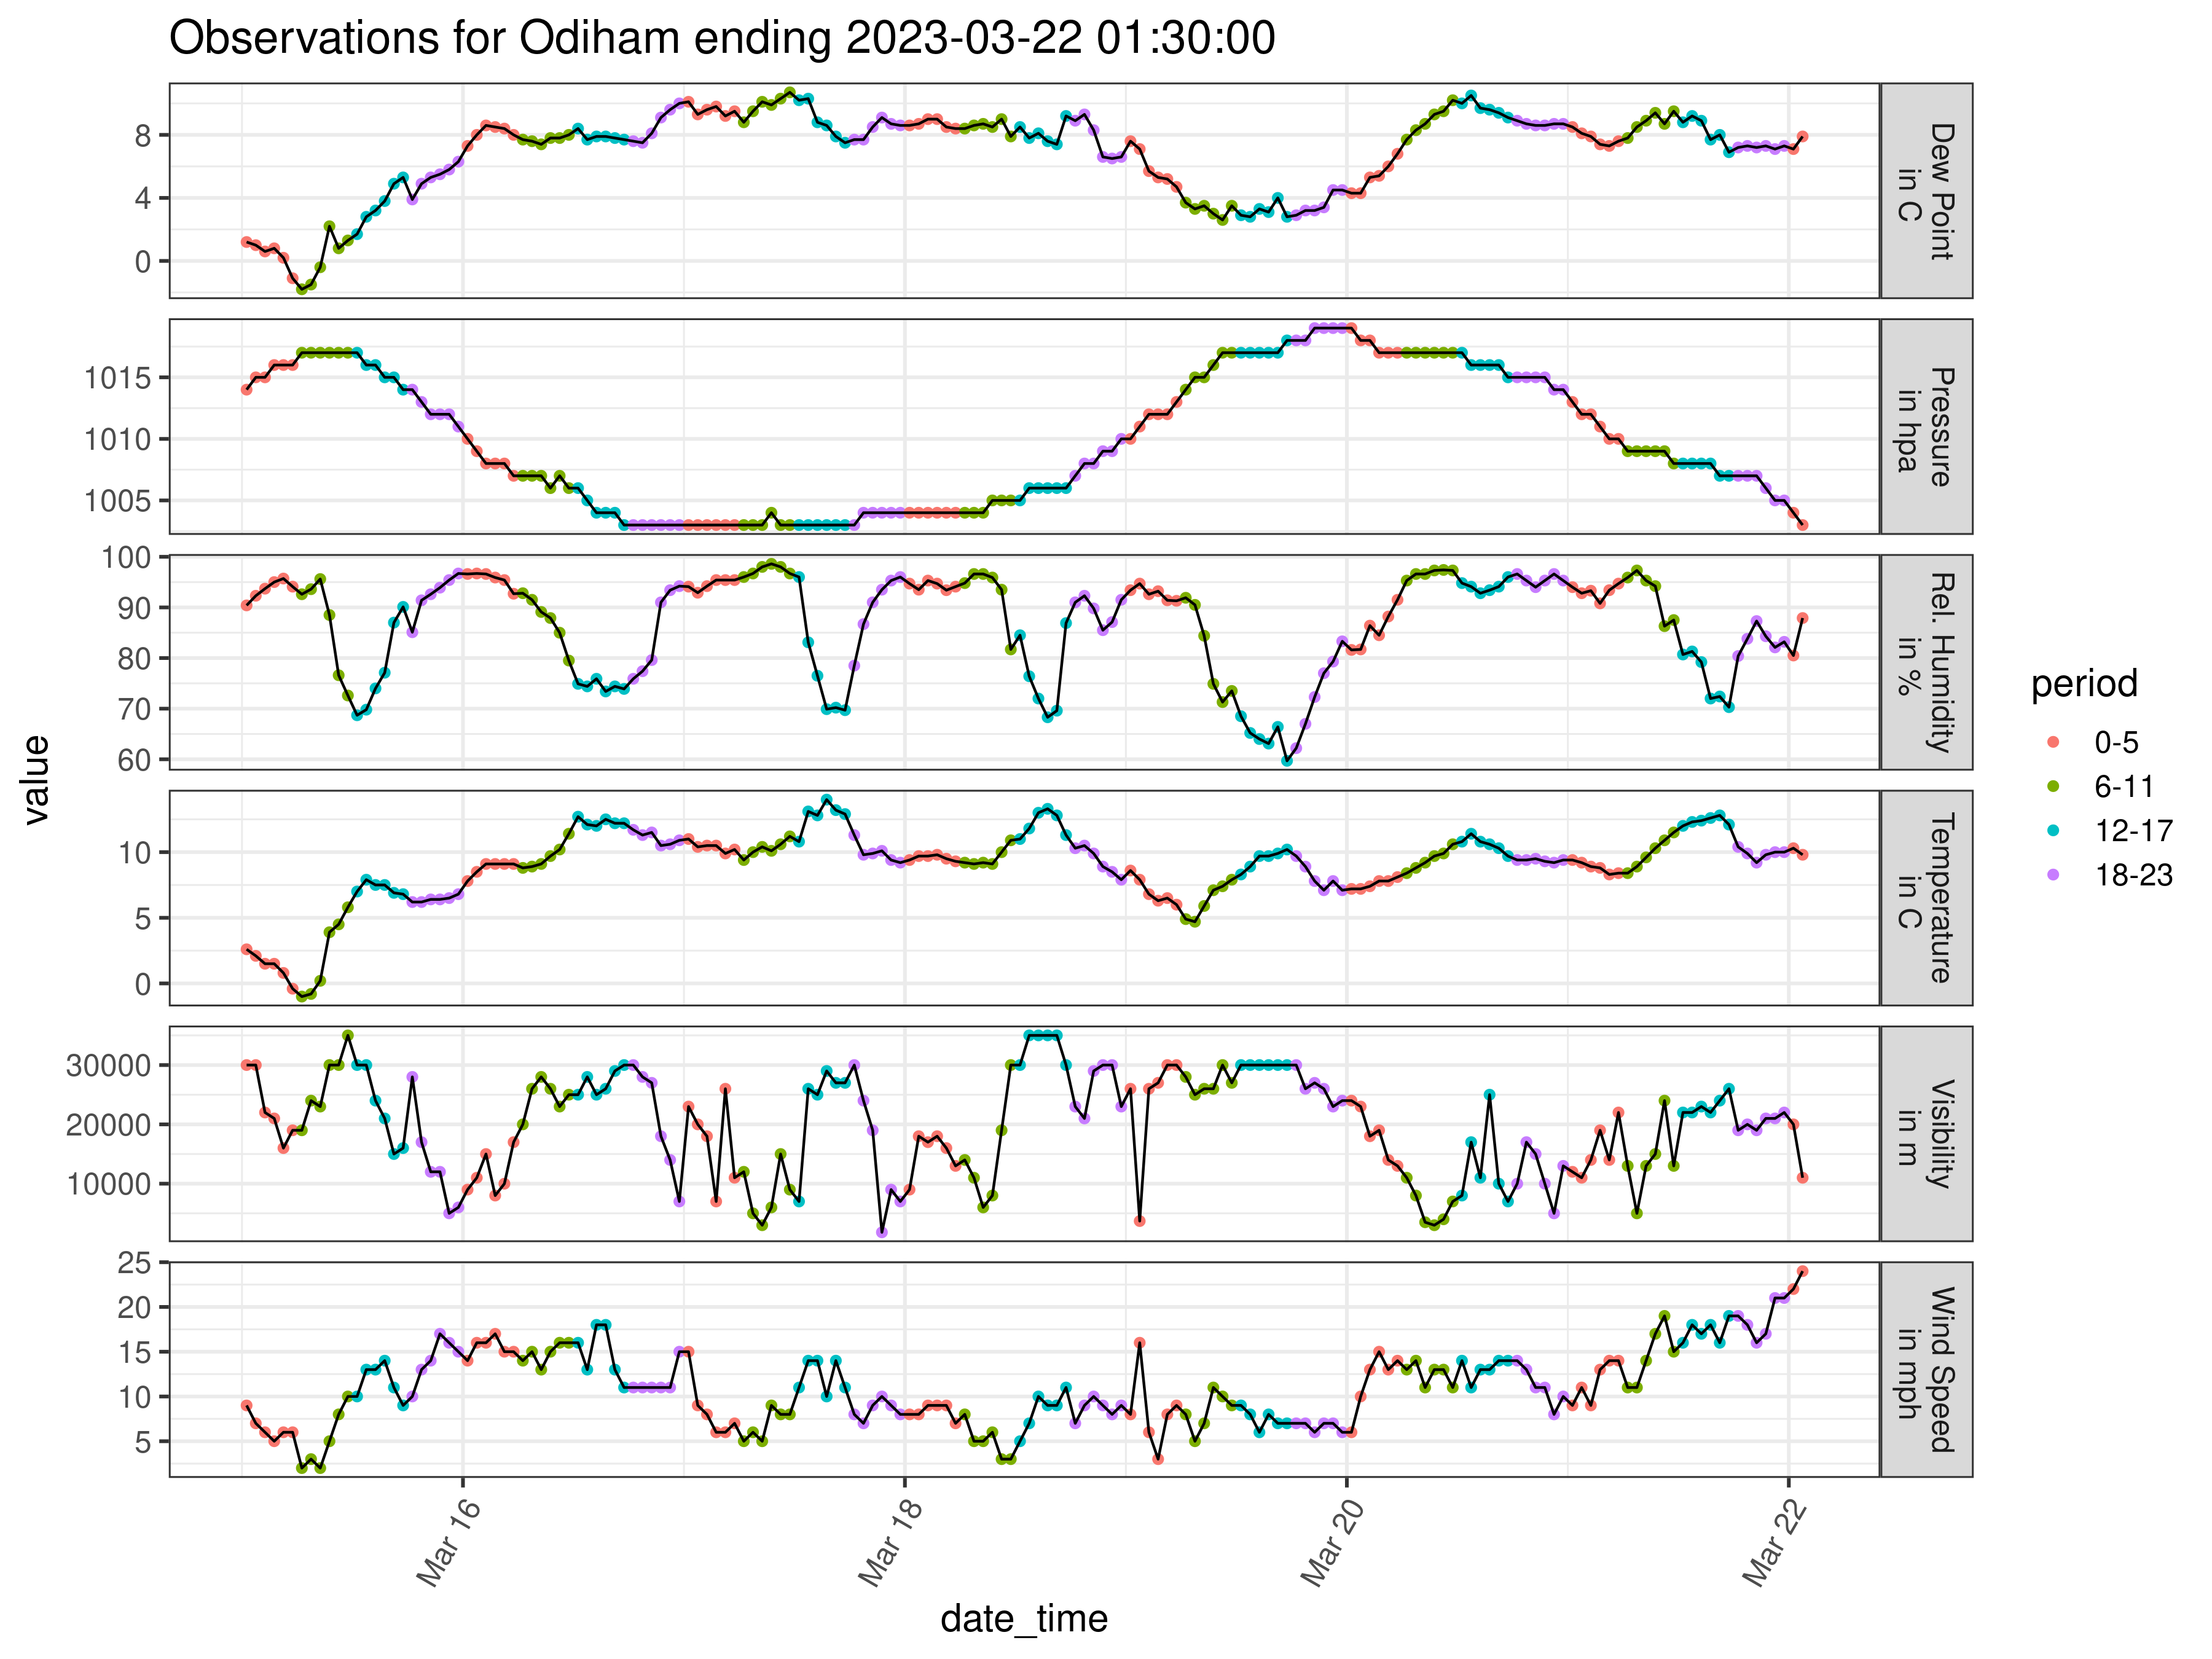 Observations for Odiham ending 2023-03-22 01:30:00
8
4
0
Dew Point
in C
1015
1010
1005
Pressure
in hpa
100
90
80
70
60
Rel. Humidity
in %
10
5
0
Temperature
in C
30000
20000
10000
Visibility
in m
25
20
15
10
5
Wind Speed
in mph
value
Mar 16
Mar 18
Mar 20
Mar 22
date_time
period
0-5
6-11
12-17
18-23